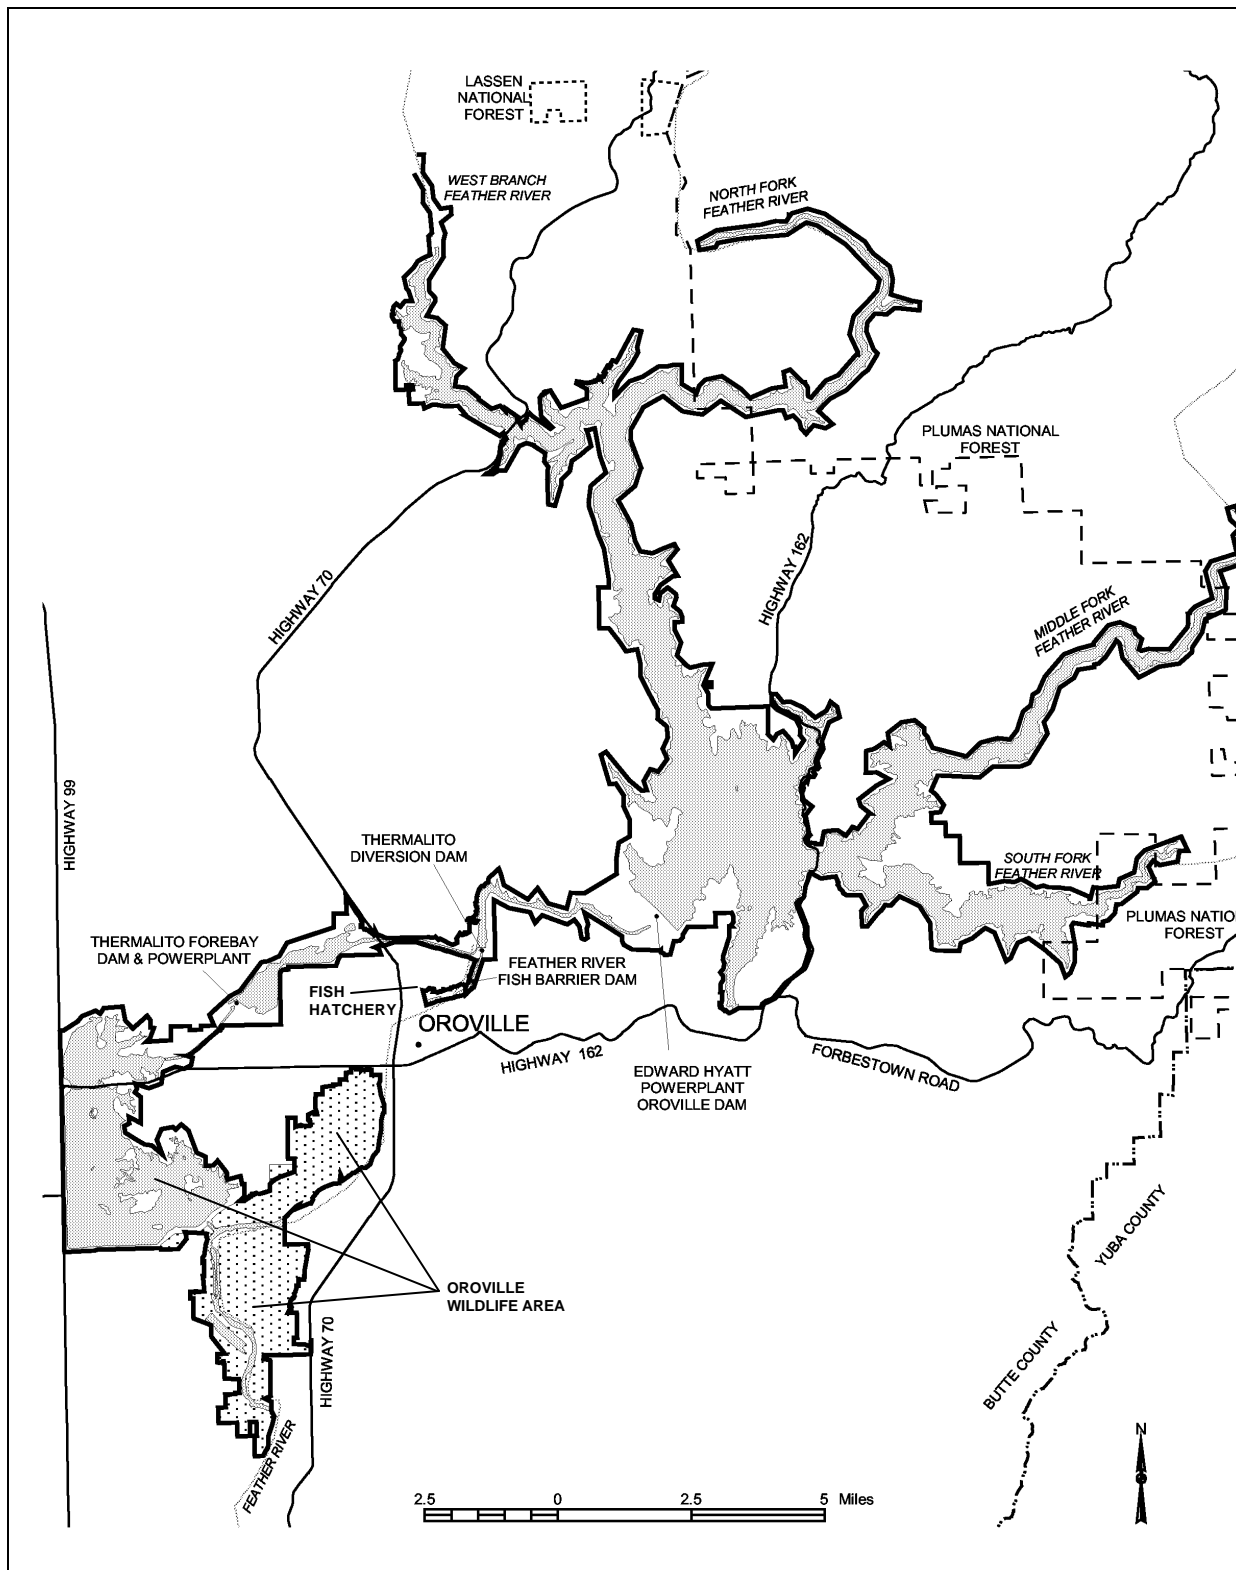 LASSEN
NATIONAL
FOREST
WEST BRANCH
FEATHER RIVER
NORTH FORK
FEATHER RIVER
PLUMAS NATIONAL
FOREST
HIGHWAY 70
HIGHWAY 162
MIDDLE FORK
FEATHER RIVER
HIGHWAY 99
THERMALITO
DIVERSION DAM
SOUTH FORK
FEATHER RIVER
PLUMAS NATIO
FOREST
THERMALITO FOREBAY
DAM & POWERPLANT
FEATHER RIVER
FISH BARRIER DAM
FISH
HATCHERY
OROVILLE
HIGHWAY 162
FORBESTOWN ROAD
EDWARD HYATT
POWERPLANT
OROVILLE DAM
YUBA COUNTY
OROVILLE
WILDLIFE AREA
HIGHWAY 70
BUTTE COUNTY
FEATHER RIVER
N
2.5 0 2.5 5 Miles